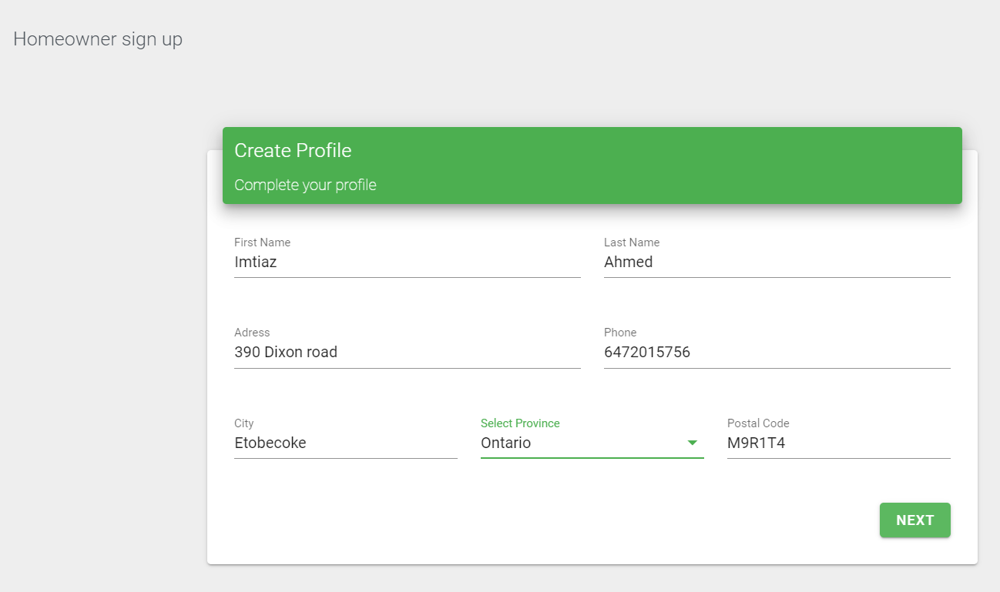 Homeowner sign up
Create Profile
Complete your profile
First Name
Last Name
Imtiaz
Ahmed
Adress
Phone
390 Dixon road
6472015756
City
Select Province
Postal Code
Etobecoke
Ontario
M9R1T4
NEXT